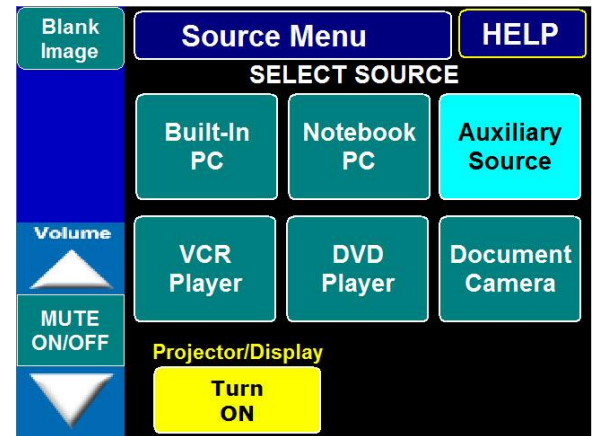 Blank
Image
Source Menu
HELP
SELECT SOURCE
Built-In
PC
Notebook
PC
Auxiliary
Source
Volume
VCR
Player
DVD
Player
Document
Camera
MUTE
ON/OFF
Projector/Display
Turn
ON